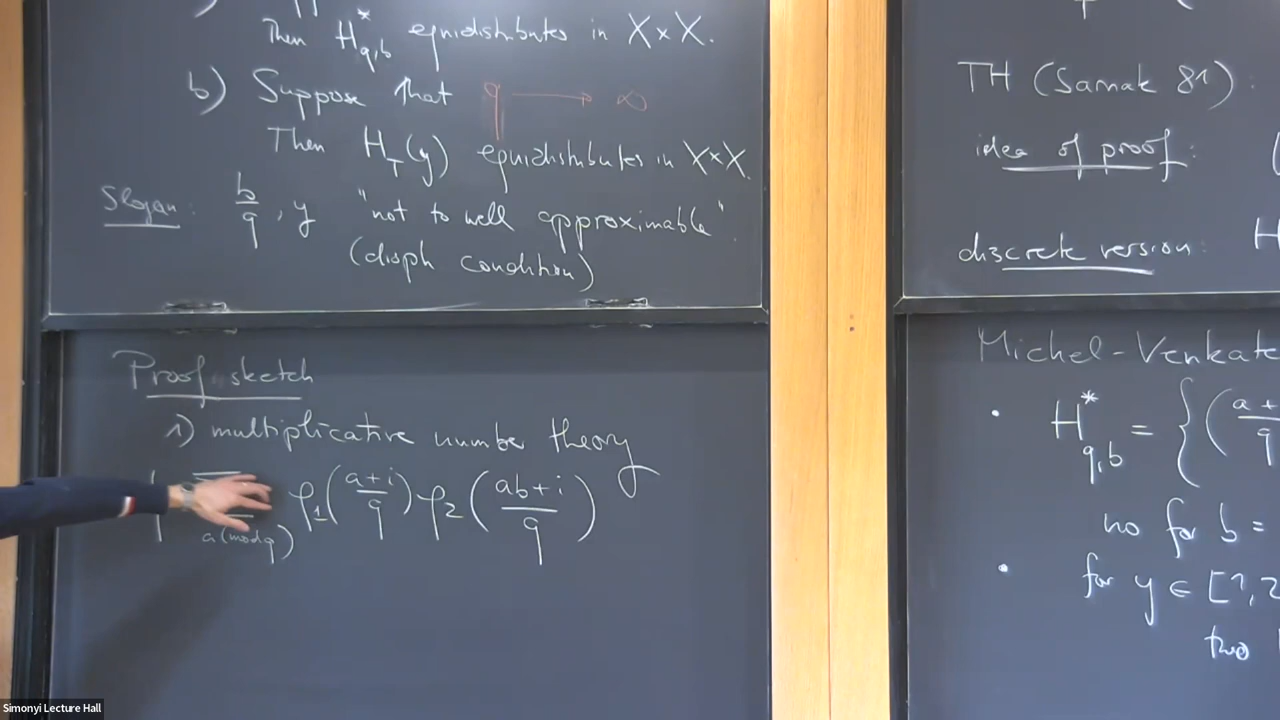 Then H*_{q,b} equidistributes in X×X.
b) Suppose that q → ∞
Then H_T(y) equidistributes in X×X.
Slogan: b/q, y "not to well approximable"
(dioph condition)
Proof sketch
1) multiplicative number theory
a (mod q) φ_1((a+i)/q) φ_2((ab+i)/q)
TH (Sarnak 81):
idea of proof:
discrete version: H
Michel-Venkate
• H*_{q,b} = {(a+ / q
no for b =
• for y ∈ [1,2
two
Simonyi Lecture Hall